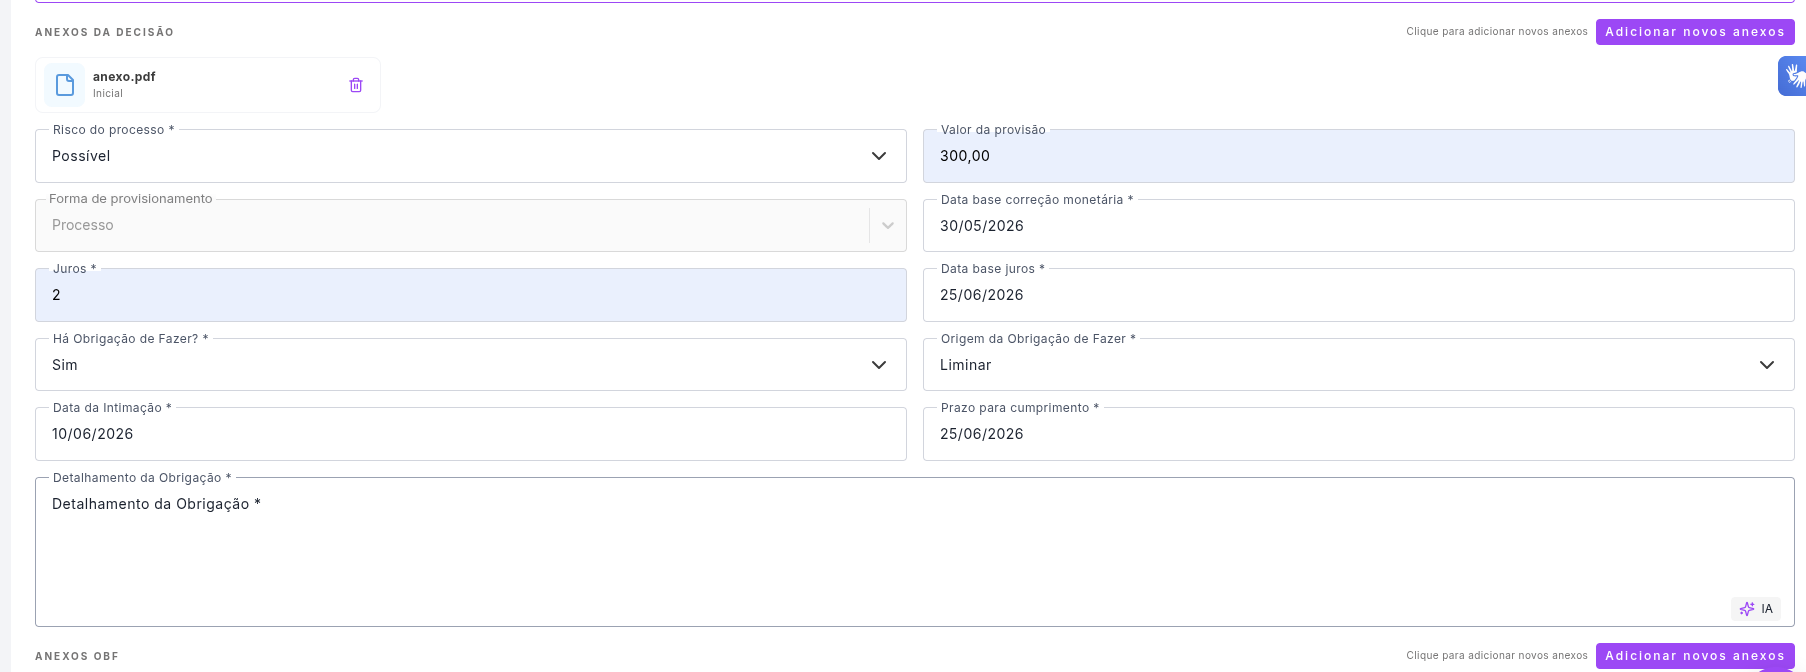 ANEXOS DA DECISÃO
Clique para adicionar novos anexos
Adicionar novos anexos
anexo.pdf
Inicial
Risco do processo *
Possível
Valor da provisão
300,00
Forma de provisionamento
Processo
Data base correção monetária *
30/05/2026
Juros *
2
Data base juros *
25/06/2026
Há Obrigação de Fazer? *
Sim
Origem da Obrigação de Fazer *
Liminar
Data da Intimação *
10/06/2026
Prazo para cumprimento *
25/06/2026
Detalhamento da Obrigação *
Detalhamento da Obrigação *
IA
ANEXOS OBF
Clique para adicionar novos anexos
Adicionar novos anexos